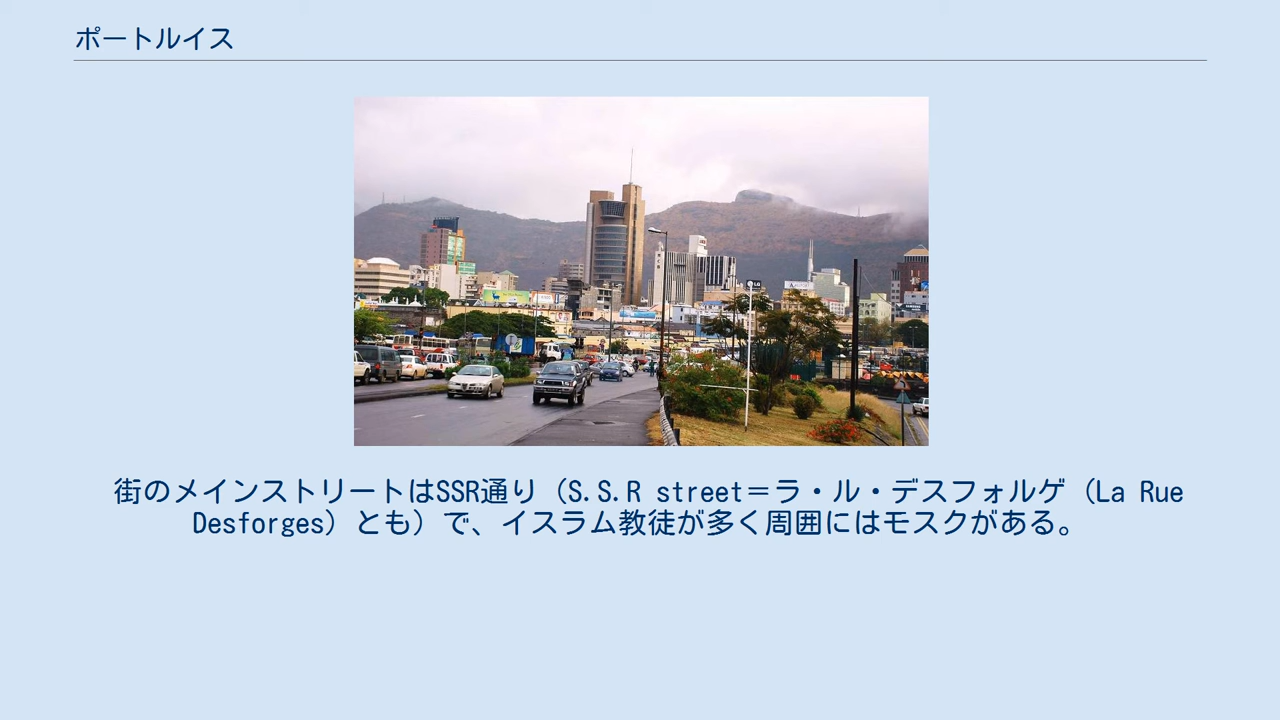 ポートルイス
街のメインストリートはSSR通り（S.S.R street＝ラ・ル・デスフォルゲ（La Rue
Desforges）とも）で、イスラム教徒が多く周囲にはモスクがある。